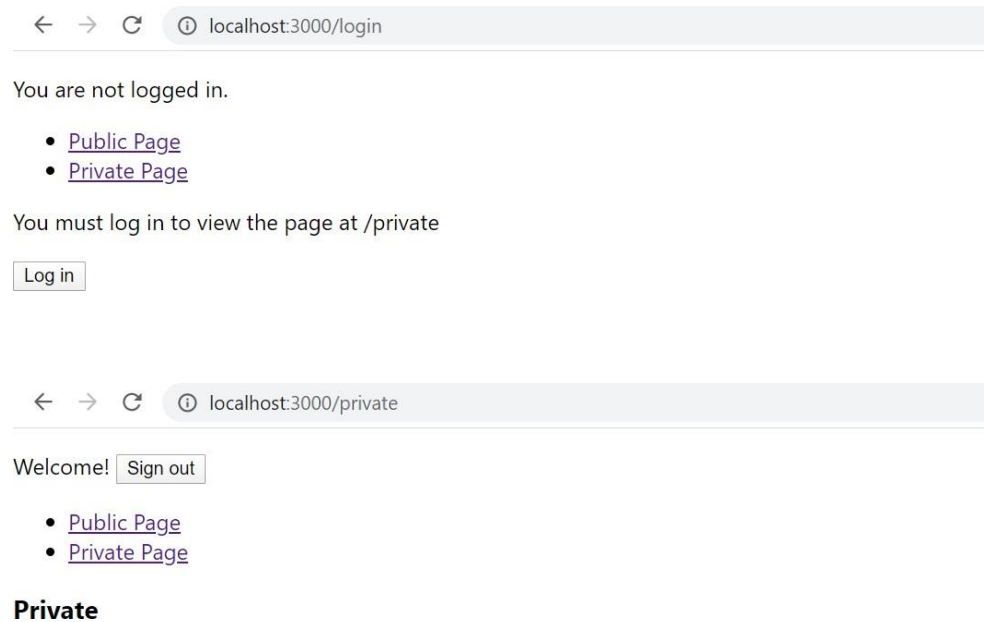 localhost:3000/login
You are not logged in.
Public Page
Private Page
You must log in to view the page at /private
Log in
localhost:3000/private
Welcome! Sign out
Public Page
Private Page
Private